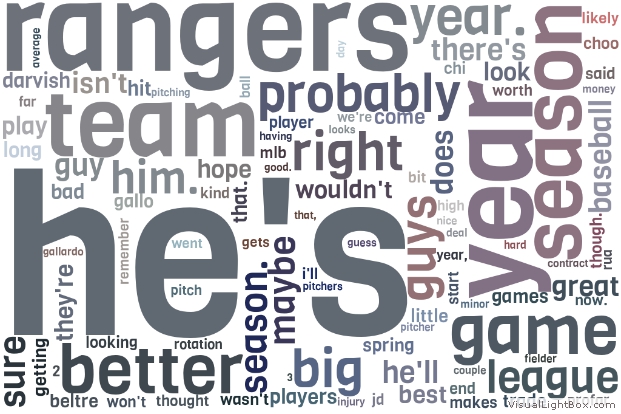 rangers
year.
likely
average
day
there's
season
choo
darvish
isn't
hit
pitching
ball
probably
chi
look
said
far
team
we're
come
worth
money
play
player
year
baseball
long
having
looks
right
does
guy
him.
hope
mlb
good.
bad
gallo
kind
that.
wouldn't
bit
he's
that,
guys
high
nice
deal
though.
remember
gallardo
they're
went
gets
maybe
guess
year,
hard
contract
rua
pitch
season.
i'll
pitchers
start
minor
games
great
now.
little
pitcher
game
sure
getting
looking
rotation
spring
fielder
2
better
3
big
he'll
couple
league
beltre
won't
thought
wasn't
players
injury
jd
best
end
makes
VisualLightBox.com